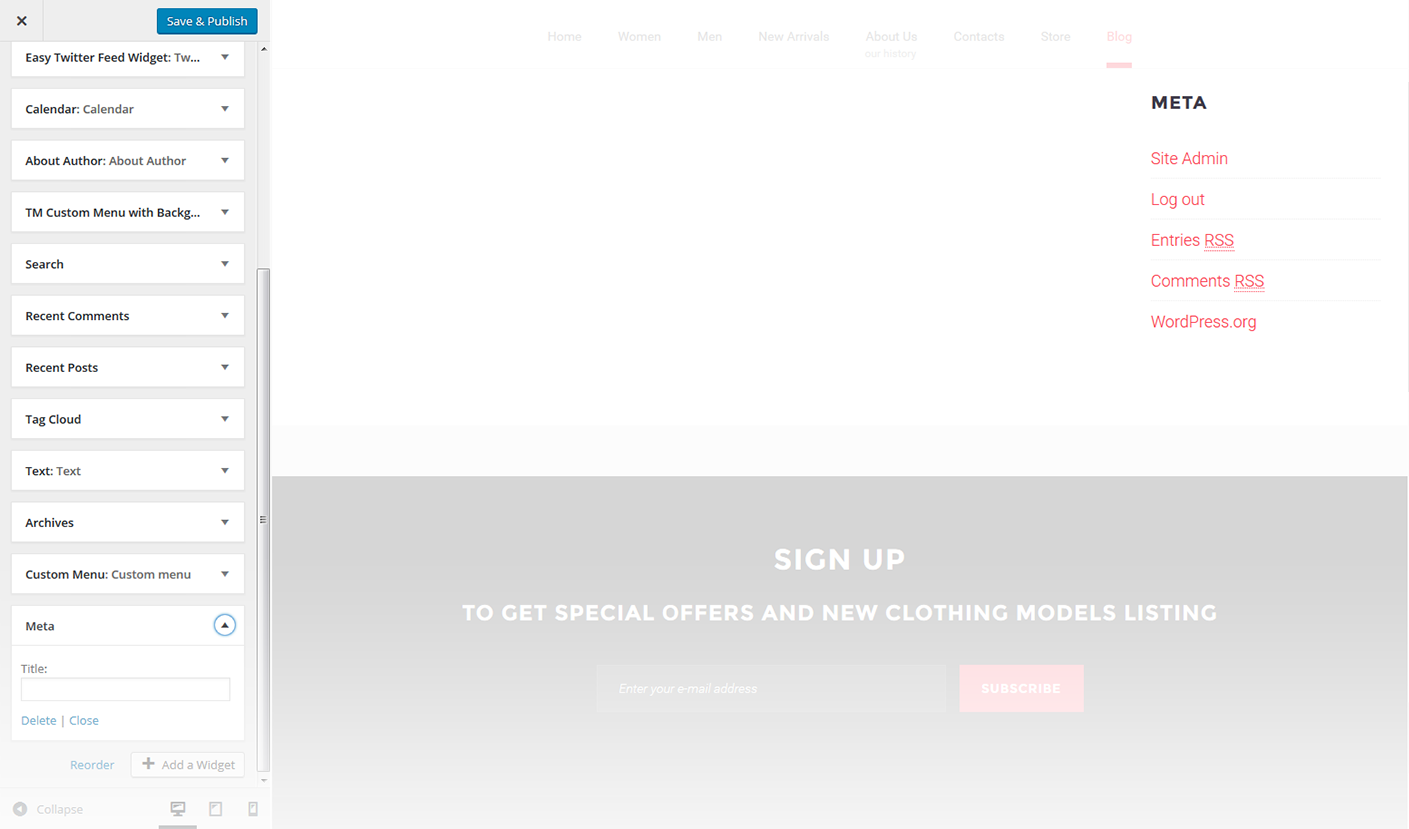 Save & Publish
Easy Twitter Feed Widget: Tw...
Calendar: Calendar
About Author: About Author
TM Custom Menu with Backg...
Search
Recent Comments
Recent Posts
Tag Cloud
Text: Text
Archives
Custom Menu: Custom menu
Meta
Title:
Delete | Close
Reorder
Add a Widget
Collapse
Home Women Men New Arrivals About Us Contacts Store Blog
our history
META
Site Admin
Log out
Entries RSS
Comments RSS
WordPress.org
SIGN UP
TO GET SPECIAL OFFERS AND NEW CLOTHING MODELS LISTING
Enter your e-mail address
SUBSCRIBE